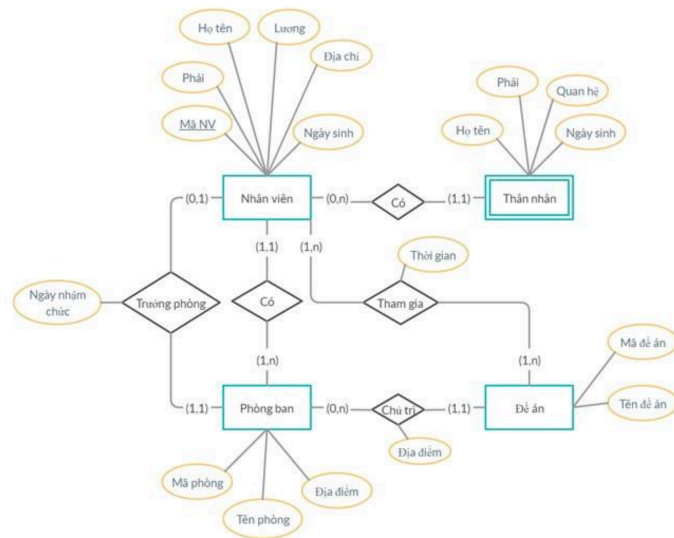 Họ tên
Lương
Phái
Địa chỉ
Mã NV
Ngày sinh
Phái
Quan hệ
Họ tên
Ngày sinh
(0,1)
Nhân viên
(0,n)
Có
(1,1)
Thân nhân
(1,1)
(1,n)
Thời gian
Ngày nhậm
chức
Trưởng phòng
Có
Tham gia
(1,n)
(1,n)
Mã đề án
(1,1)
Phòng ban
(0,n)
Chủ trì
(1,1)
Đề án
Tên đề án
Địa điểm
Mã phòng
Tên phòng
Địa điểm